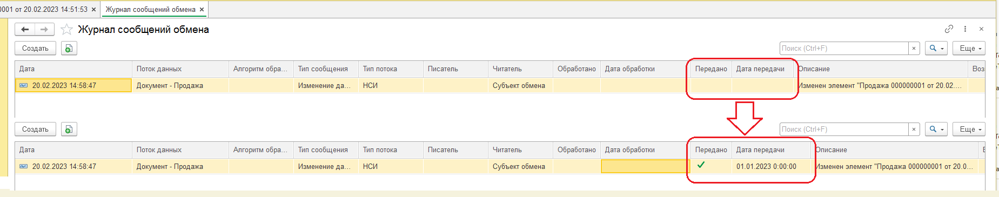 0001 от 20.02.2023 14:51:53 × Журнал сообщений обмена ×
Журнал сообщений обмена
Создать Поиск (Ctrl+F) × Еще
Дата Поток данных Алгоритм обра... Тип сообщения Тип потока Писатель Читатель Обработано Дата обработки Передано Дата передачи Описание Воз
20.02.2023 14:58:47 Документ - Продажа Изменение да... НСИ Субъект обмена Изменен элемент "Продажа 000000001 от 20.02....
Создать Поиск (Ctrl+F) × Еще
Дата Поток данных Алгоритм обра... Тип сообщения Тип потока Писатель Читатель Обработано Дата обработки Передано Дата передачи Описание
20.02.2023 14:58:47 Документ - Продажа Изменение да... НСИ Субъект обмена 01.01.2023 0:00:00 Изменен элемент "Продажа 000000001 от 20.0...